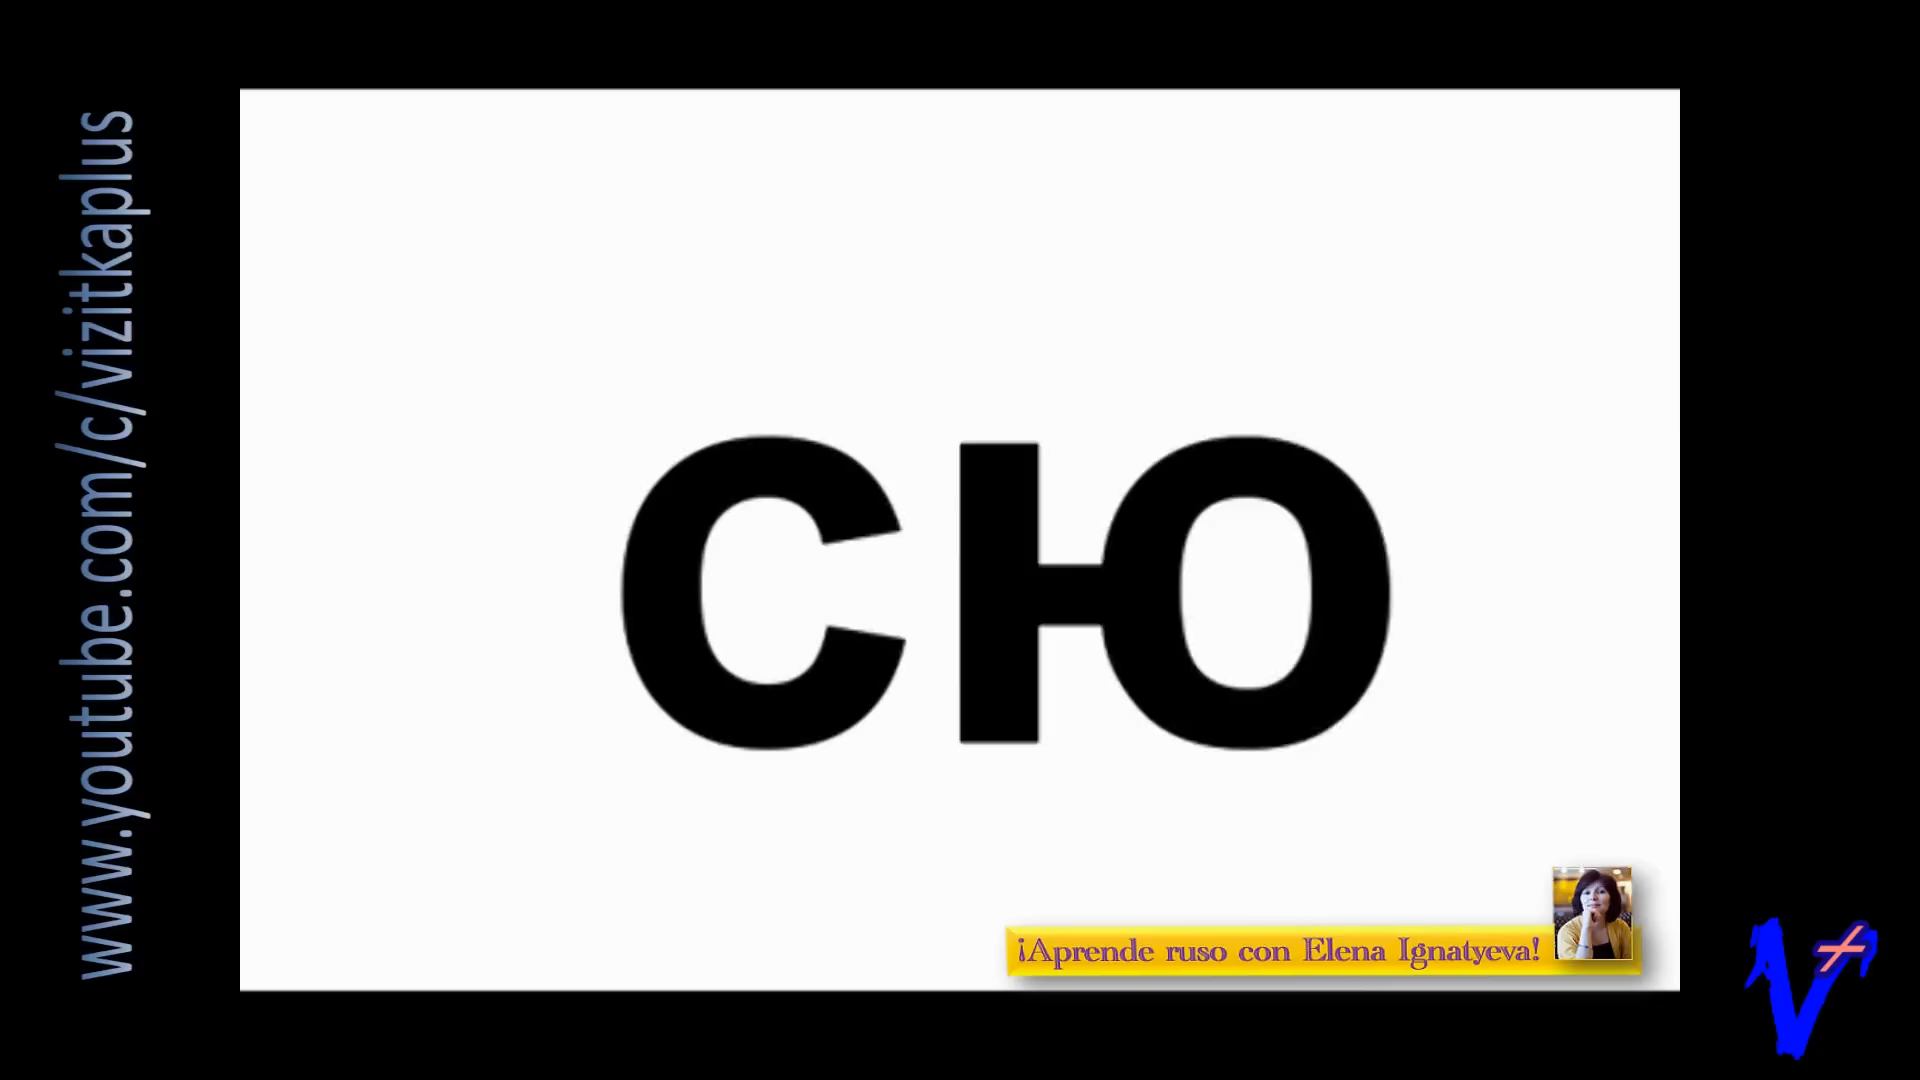 www.youtube.com/c/vizitkaplus
сю
¡Aprende ruso con Elena Ignatyeva!
V+